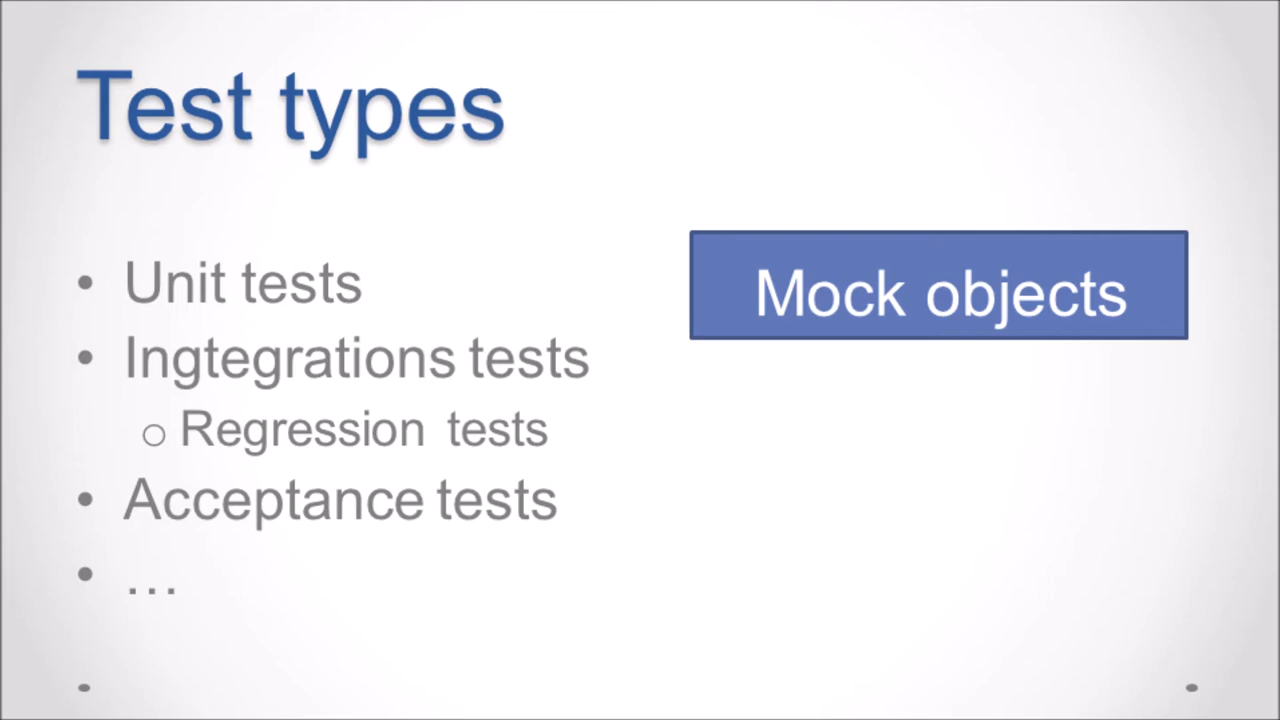 Test types
• Unit tests
• Ingtegrations tests
o Regression tests
• Acceptance tests
• …
Mock objects